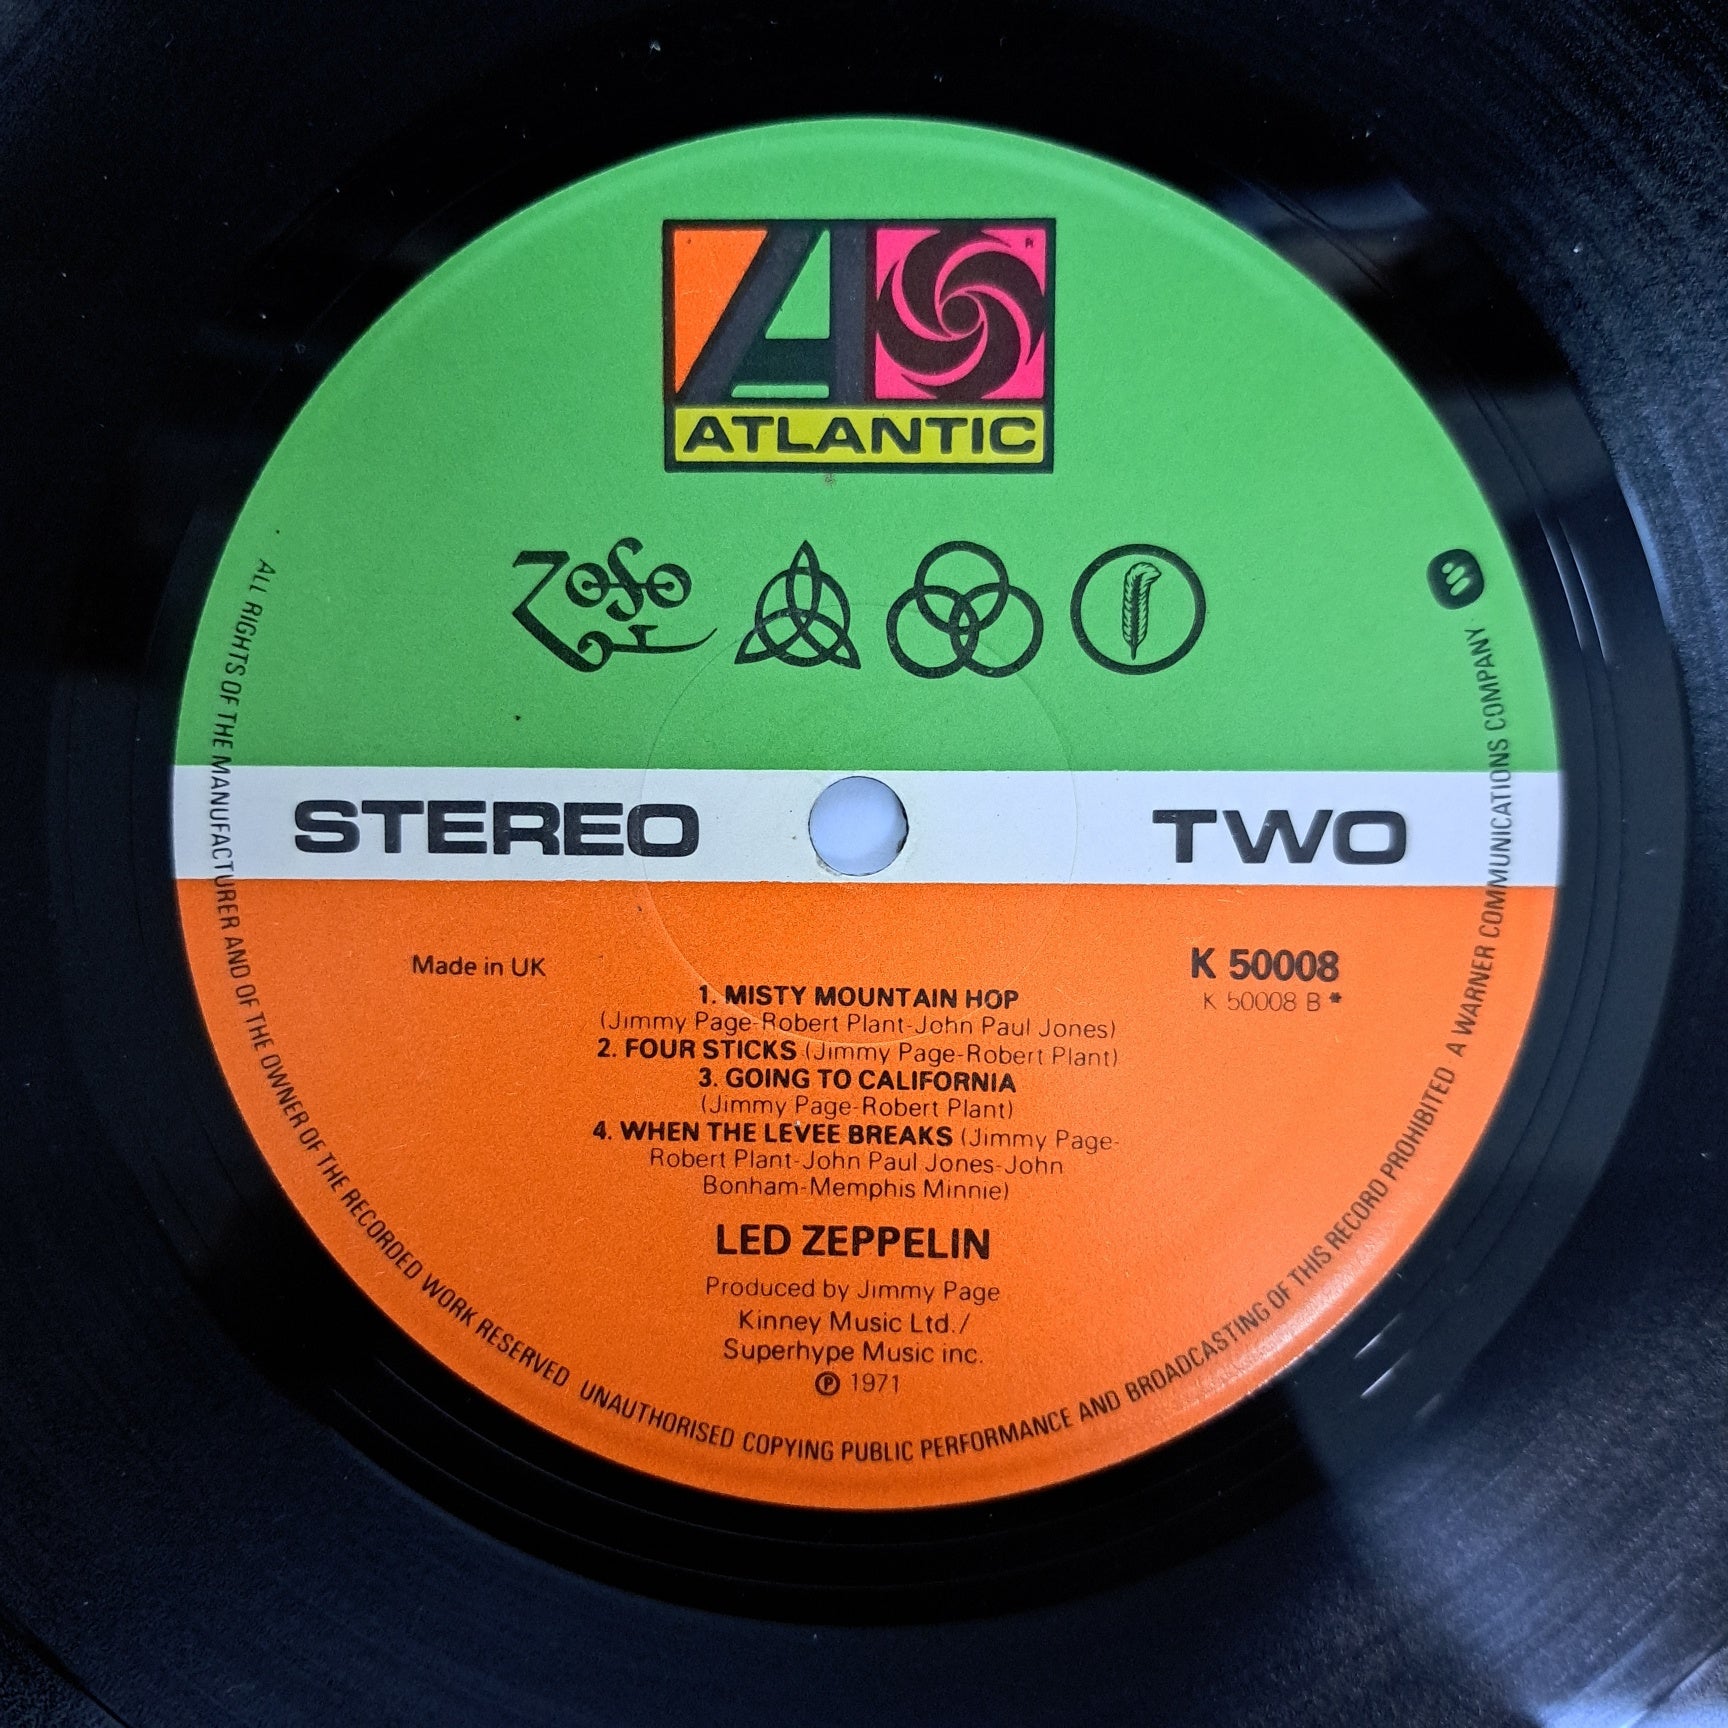 ATLANTIC
STEREO TWO
Made in UK
K 50008
K 50008 B *
1. MISTY MOUNTAIN HOP
(Jimmy Page-Robert Plant-John Paul Jones)
2. FOUR STICKS (Jimmy Page-Robert Plant)
3. GOING TO CALIFORNIA
(Jimmy Page-Robert Plant)
4. WHEN THE LEVEE BREAKS (Jimmy Page-
Robert Plant-John Paul Jones-John
Bonham-Memphis Minnie)
LED ZEPPELIN
Produced by Jimmy Page
Kinney Music Ltd./
Superhype Music inc.
℗ 1971
ALL RIGHTS OF THE MANUFACTURER AND OF THE OWNER OF THE RECORDED WORK RESERVED UNAUTHORISED COPYING PUBLIC PERFORMANCE AND BROADCASTING OF THIS RECORD PROHIBITED A WARNER COMMUNICATIONS COMPANY